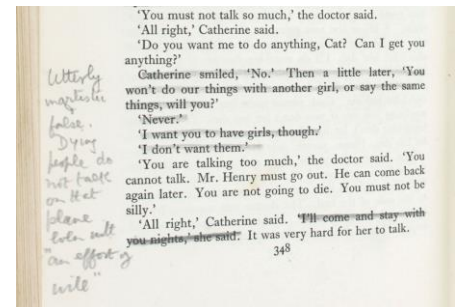 'You must not talk so much,' the doctor said.
'All right,' Catherine said.
'Do you want me to do anything, Cat? Can I get you
anything?'
Catherine smiled, 'No.' Then a little later, 'You
won't do our things with another girl, or say the same
things, will you?'
'Never.'
'I want you to have girls, though.'
'I don't want them.'
'You are talking too much,' the doctor said. 'You
cannot talk. Mr. Henry must go out. He can come back
again later. You are not going to die. You must not be
silly.'
'All right,' Catherine said. 'I'll come and stay with
you nights,' she said. It was very hard for her to talk.
348
Utterly
false.
Dying
people do
not talk
on that
plane
even with
"an effort of
will"